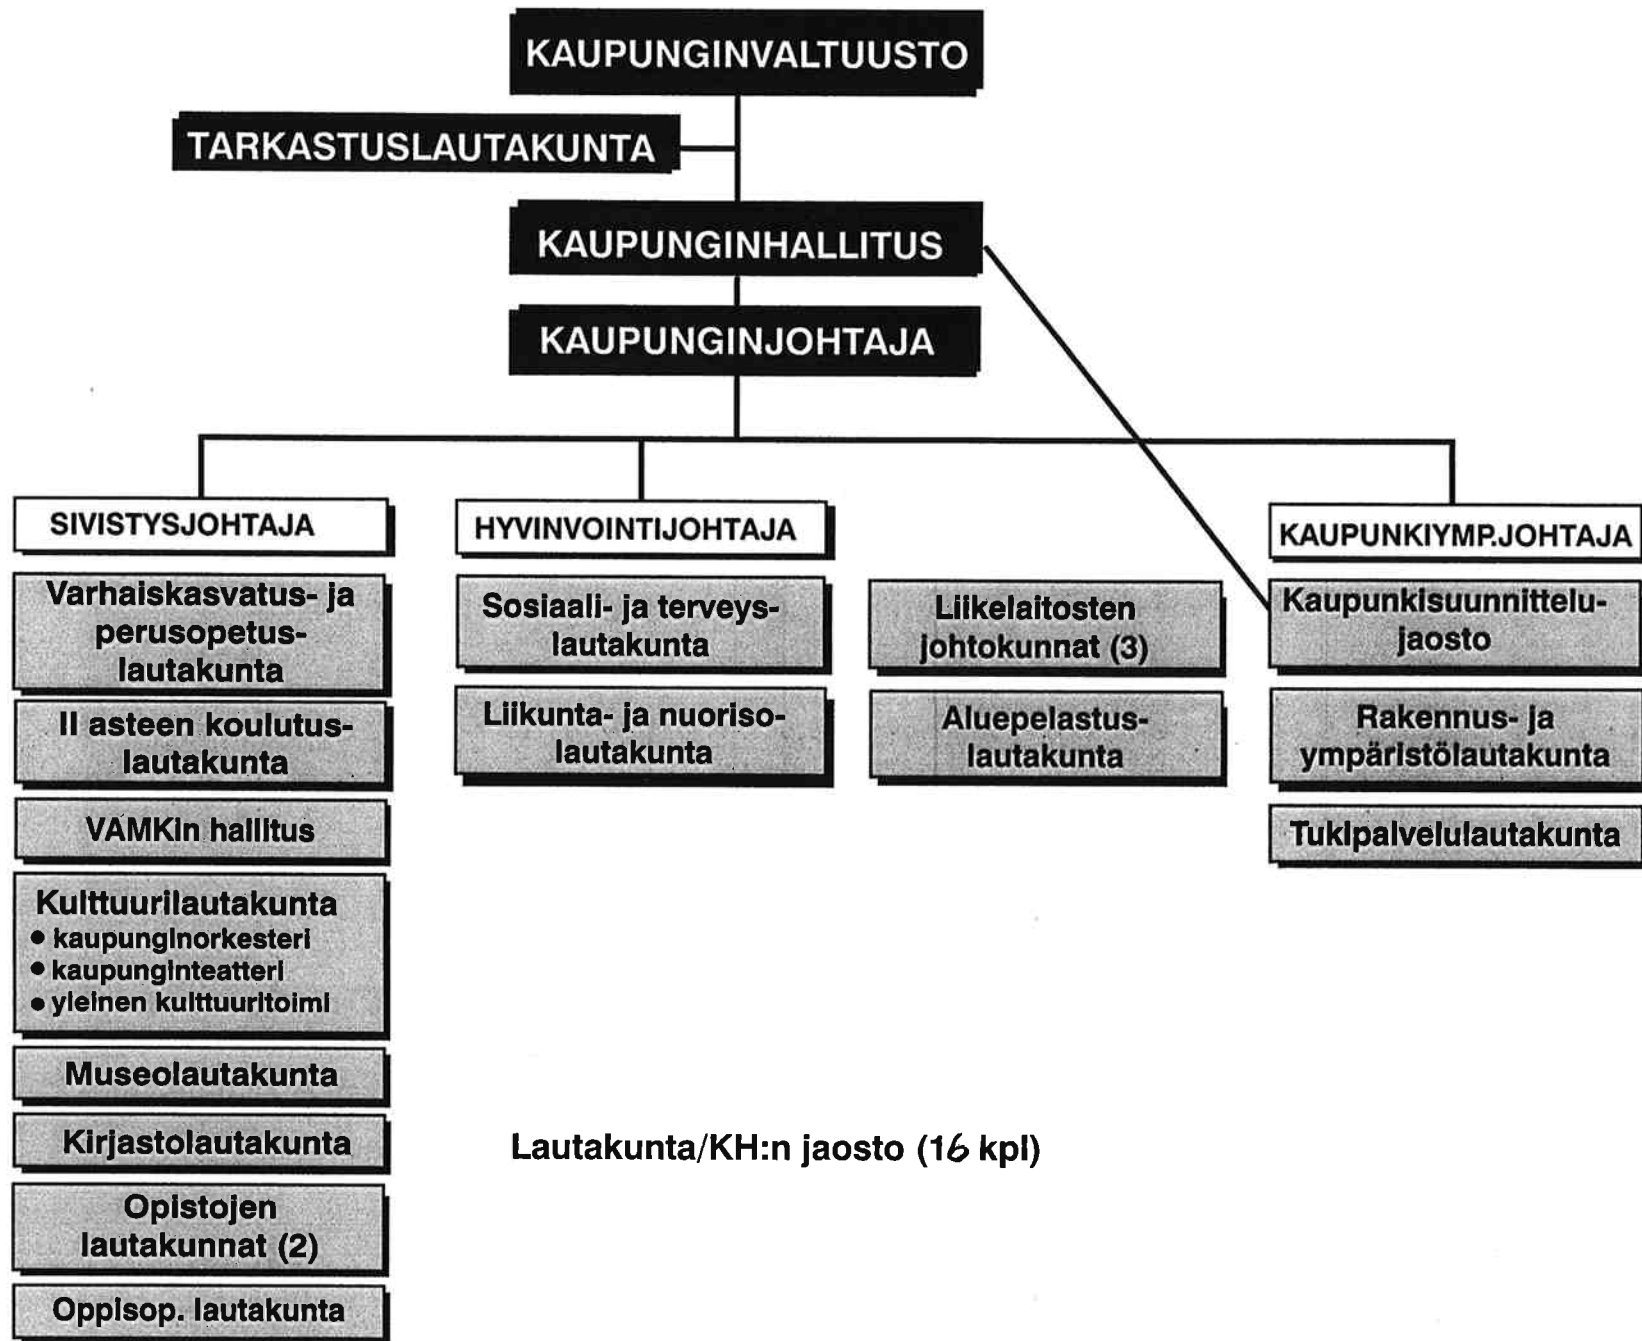 KAUPUNGINVALTUUSTO
TARKASTUSLAUTAKUNTA
KAUPUNGINHALLITUS
KAUPUNGINJOHTAJA
SIVISTYSJOHTAJA
Varhaiskasvatus- ja
perusopetus-
lautakunta
II asteen koulutus-
lautakunta
VAMKin hallitus
Kulttuurilautakunta
• kaupunginorkesteri
• kaupunginteatteri
• yleinen kulttuuritoimi
Museolautakunta
Kirjastolautakunta
Opistojen
lautakunnat (2)
Oppisop. lautakunta
HYVINVOINTIJOHTAJA
Sosiaali- ja terveys-
lautakunta
Liikunta- ja nuoriso-
lautakunta
Liikelaitosten
johtokunnat (3)
Aluepelastus-
lautakunta
KAUPUNKIYMP.JOHTAJA
Kaupunkisuunnittelu-
jaosto
Rakennus- ja
ympäristölautakunta
Tukipalvelulautakunta
Lautakunta/KH:n jaosto (16 kpl)